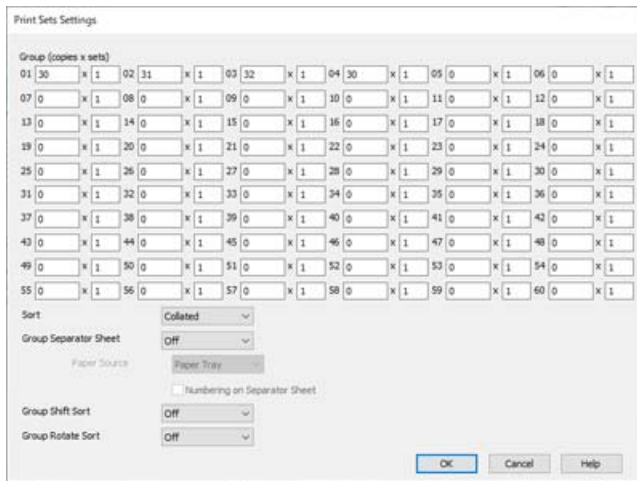 Print Sets Settings
Group (copies x sets)
01 30 x 1 02 31 x 1 03 32 x 1 04 30 x 1 05 0 x 1 06 0 x 1
07 0 x 1 08 0 x 1 09 0 x 1 10 0 x 1 11 0 x 1 12 0 x 1
13 0 x 1 14 0 x 1 15 0 x 1 16 0 x 1 17 0 x 1 18 0 x 1
19 0 x 1 20 0 x 1 21 0 x 1 22 0 x 1 23 0 x 1 24 0 x 1
25 0 x 1 26 0 x 1 27 0 x 1 28 0 x 1 29 0 x 1 30 0 x 1
31 0 x 1 32 0 x 1 33 0 x 1 34 0 x 1 35 0 x 1 36 0 x 1
37 0 x 1 38 0 x 1 39 0 x 1 40 0 x 1 41 0 x 1 42 0 x 1
43 0 x 1 44 0 x 1 45 0 x 1 46 0 x 1 47 0 x 1 48 0 x 1
49 0 x 1 50 0 x 1 51 0 x 1 52 0 x 1 53 0 x 1 54 0 x 1
55 0 x 1 56 0 x 1 57 0 x 1 58 0 x 1 59 0 x 1 60 0 x 1
Sort Collated
Group Separator Sheet Off
Paper Source Paper Tray
Numbering on Separator Sheet
Group Shift Sort Off
Group Rotate Sort Off
OK Cancel Help